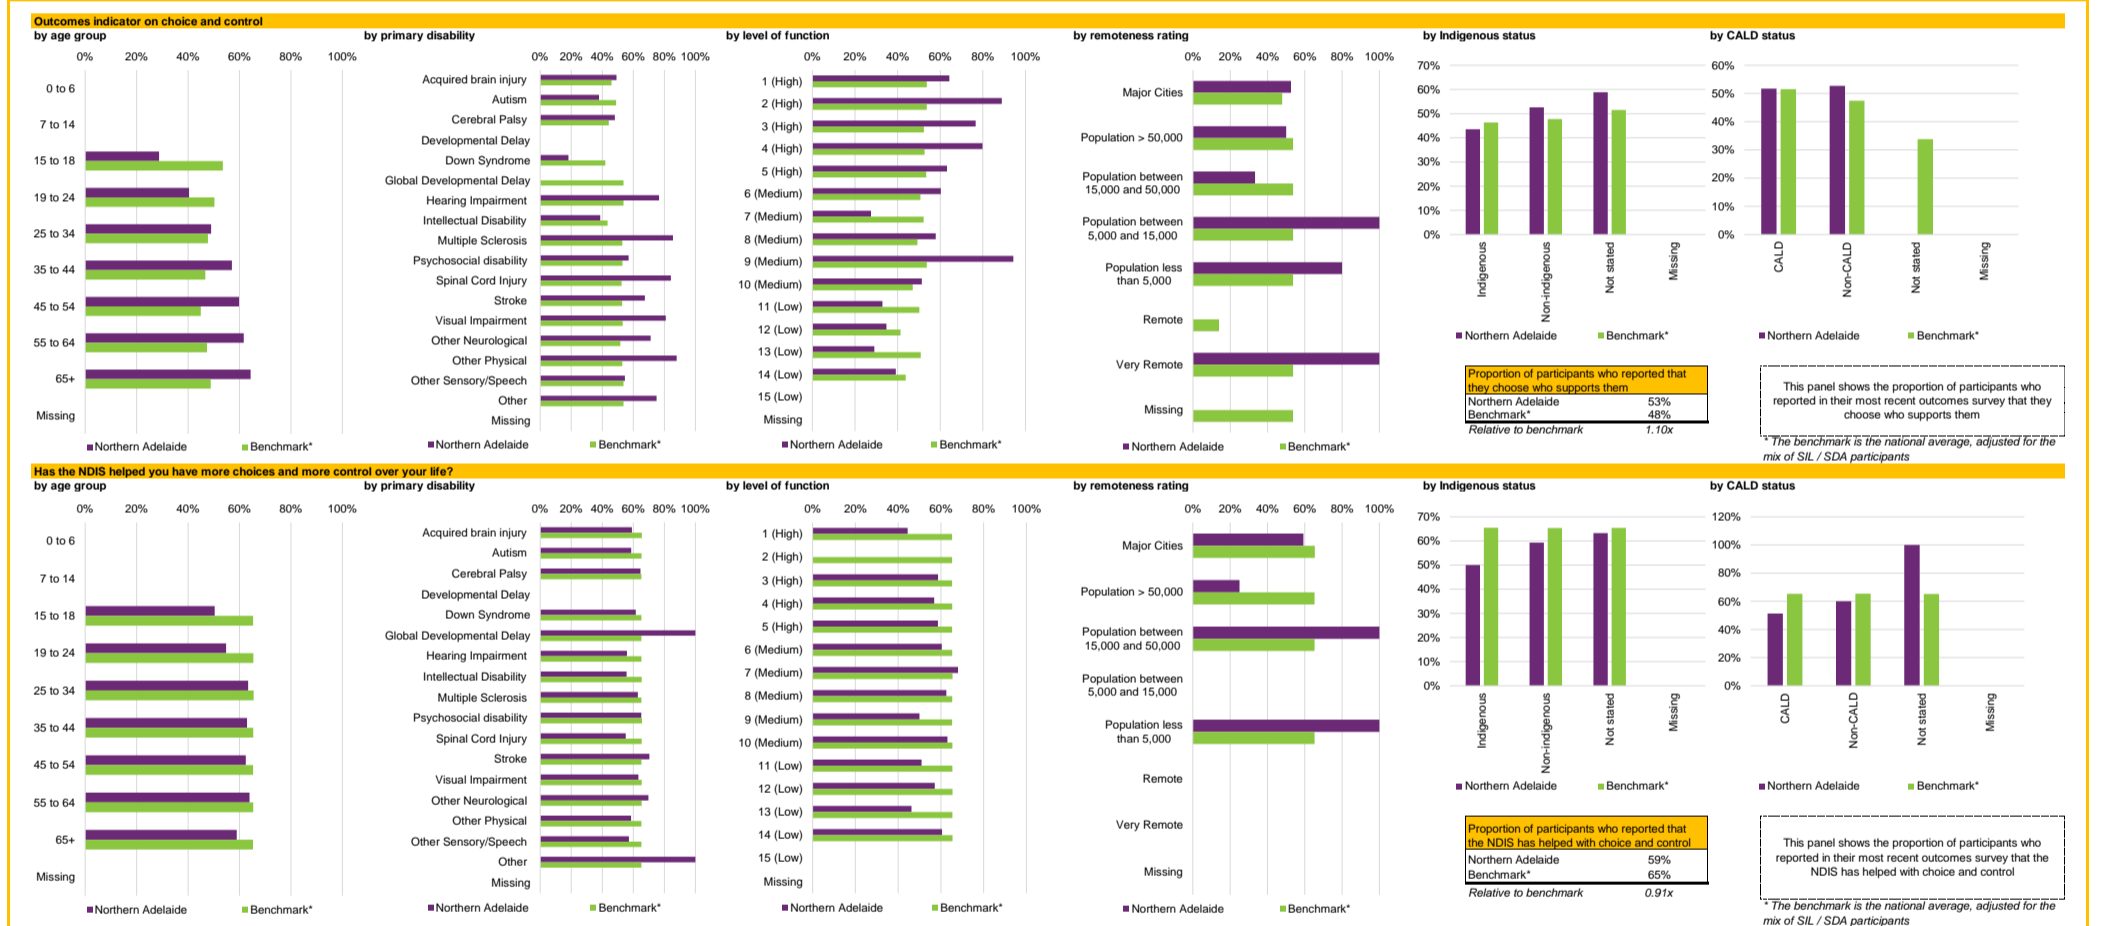 Outcomes indicator on choice and control
by age group
0% 20% 40% 60% 80% 100%
0 to 6
7 to 14
15 to 18
19 to 24
25 to 34
35 to 44
45 to 54
55 to 64
65+
Missing
Northern Adelaide Benchmark*
by primary disability
0% 20% 40% 60% 80% 100%
Acquired brain injury
Autism
Cerebral Palsy
Developmental Delay
Down Syndrome
Global Developmental Delay
Hearing Impairment
Intellectual Disability
Multiple Sclerosis
Psychosocial disability
Spinal Cord Injury
Stroke
Visual Impairment
Other Neurological
Other Physical
Other Sensory/Speech
Other
Missing
Northern Adelaide Benchmark*
by level of function
0% 20% 40% 60% 80% 100%
1 (High)
2 (High)
3 (High)
4 (High)
5 (High)
6 (Medium)
7 (Medium)
8 (Medium)
9 (Medium)
10 (Medium)
11 (Low)
12 (Low)
13 (Low)
14 (Low)
15 (Low)
Missing
Northern Adelaide Benchmark*
by remoteness rating
0% 20% 40% 60% 80% 100%
Major Cities
Population > 50,000
Population between
15,000 and 50,000
Population between
5,000 and 15,000
Population less
than 5,000
Remote
Very Remote
Missing
Northern Adelaide Benchmark*
by Indigenous status
70%
60%
50%
40%
30%
20%
10%
0%
Indigenous
Non-indigenous
Not stated
Missing
Northern Adelaide Benchmark*
Proportion of participants who reported that
they choose who supports them
Northern Adelaide 53%
Benchmark* 48%
Relative to benchmark 1.10x
by CALD status
60%
50%
40%
30%
20%
10%
0%
CALD
Non-CALD
Not stated
Missing
Northern Adelaide Benchmark*
This panel shows the proportion of participants who
reported in their most recent outcomes survey that they
choose who supports them
* The benchmark is the national average, adjusted for the
mix of SIL / SDA participants
Has the NDIS helped you have more choices and more control over your life?
by age group
0% 20% 40% 60% 80% 100%
0 to 6
7 to 14
15 to 18
19 to 24
25 to 34
35 to 44
45 to 54
55 to 64
65+
Missing
Northern Adelaide Benchmark*
by primary disability
0% 20% 40% 60% 80% 100%
Acquired brain injury
Autism
Cerebral Palsy
Developmental Delay
Down Syndrome
Global Developmental Delay
Hearing Impairment
Intellectual Disability
Multiple Sclerosis
Psychosocial disability
Spinal Cord Injury
Stroke
Visual Impairment
Other Neurological
Other Physical
Other Sensory/Speech
Other
Missing
Northern Adelaide Benchmark*
by level of function
0% 20% 40% 60% 80% 100%
1 (High)
2 (High)
3 (High)
4 (High)
5 (High)
6 (Medium)
7 (Medium)
8 (Medium)
9 (Medium)
10 (Medium)
11 (Low)
12 (Low)
13 (Low)
14 (Low)
15 (Low)
Missing
Northern Adelaide Benchmark*
by remoteness rating
0% 20% 40% 60% 80% 100%
Major Cities
Population > 50,000
Population between
15,000 and 50,000
Population between
5,000 and 15,000
Population less
than 5,000
Remote
Very Remote
Missing
Northern Adelaide Benchmark*
by Indigenous status
70%
60%
50%
40%
30%
20%
10%
0%
Indigenous
Non-indigenous
Not stated
Missing
Northern Adelaide Benchmark*
Proportion of participants who reported that
the NDIS has helped with choice and control
Northern Adelaide 59%
Benchmark* 65%
Relative to benchmark 0.91x
by CALD status
120%
100%
80%
60%
40%
20%
0%
CALD
Non-CALD
Not stated
Missing
Northern Adelaide Benchmark*
This panel shows the proportion of participants who
reported in their most recent outcomes survey that the
NDIS has helped with choice and control
* The benchmark is the national average, adjusted for the
mix of SIL / SDA participants